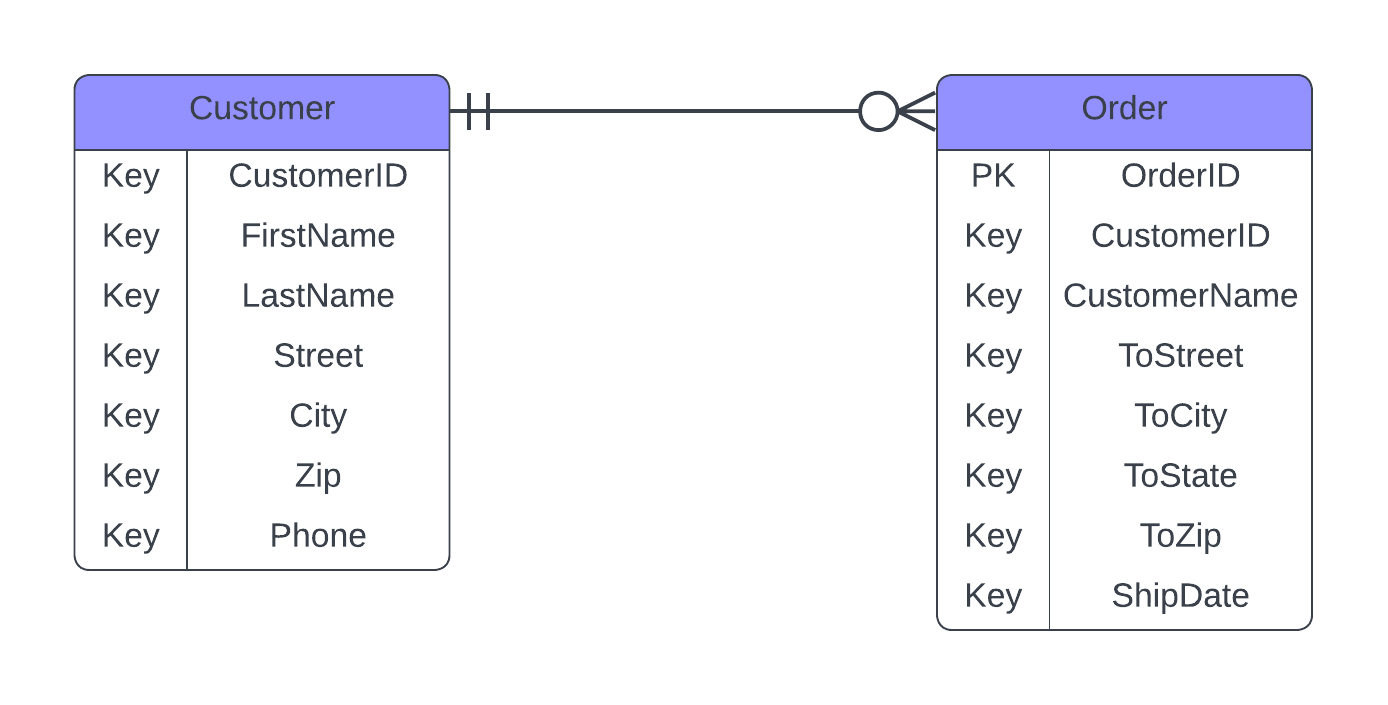 Customer
Key CustomerID
Key FirstName
Key LastName
Key Street
Key City
Key Zip
Key Phone
Order
PK OrderID
Key CustomerID
Key CustomerName
Key ToStreet
Key ToCity
Key ToState
Key ToZip
Key ShipDate